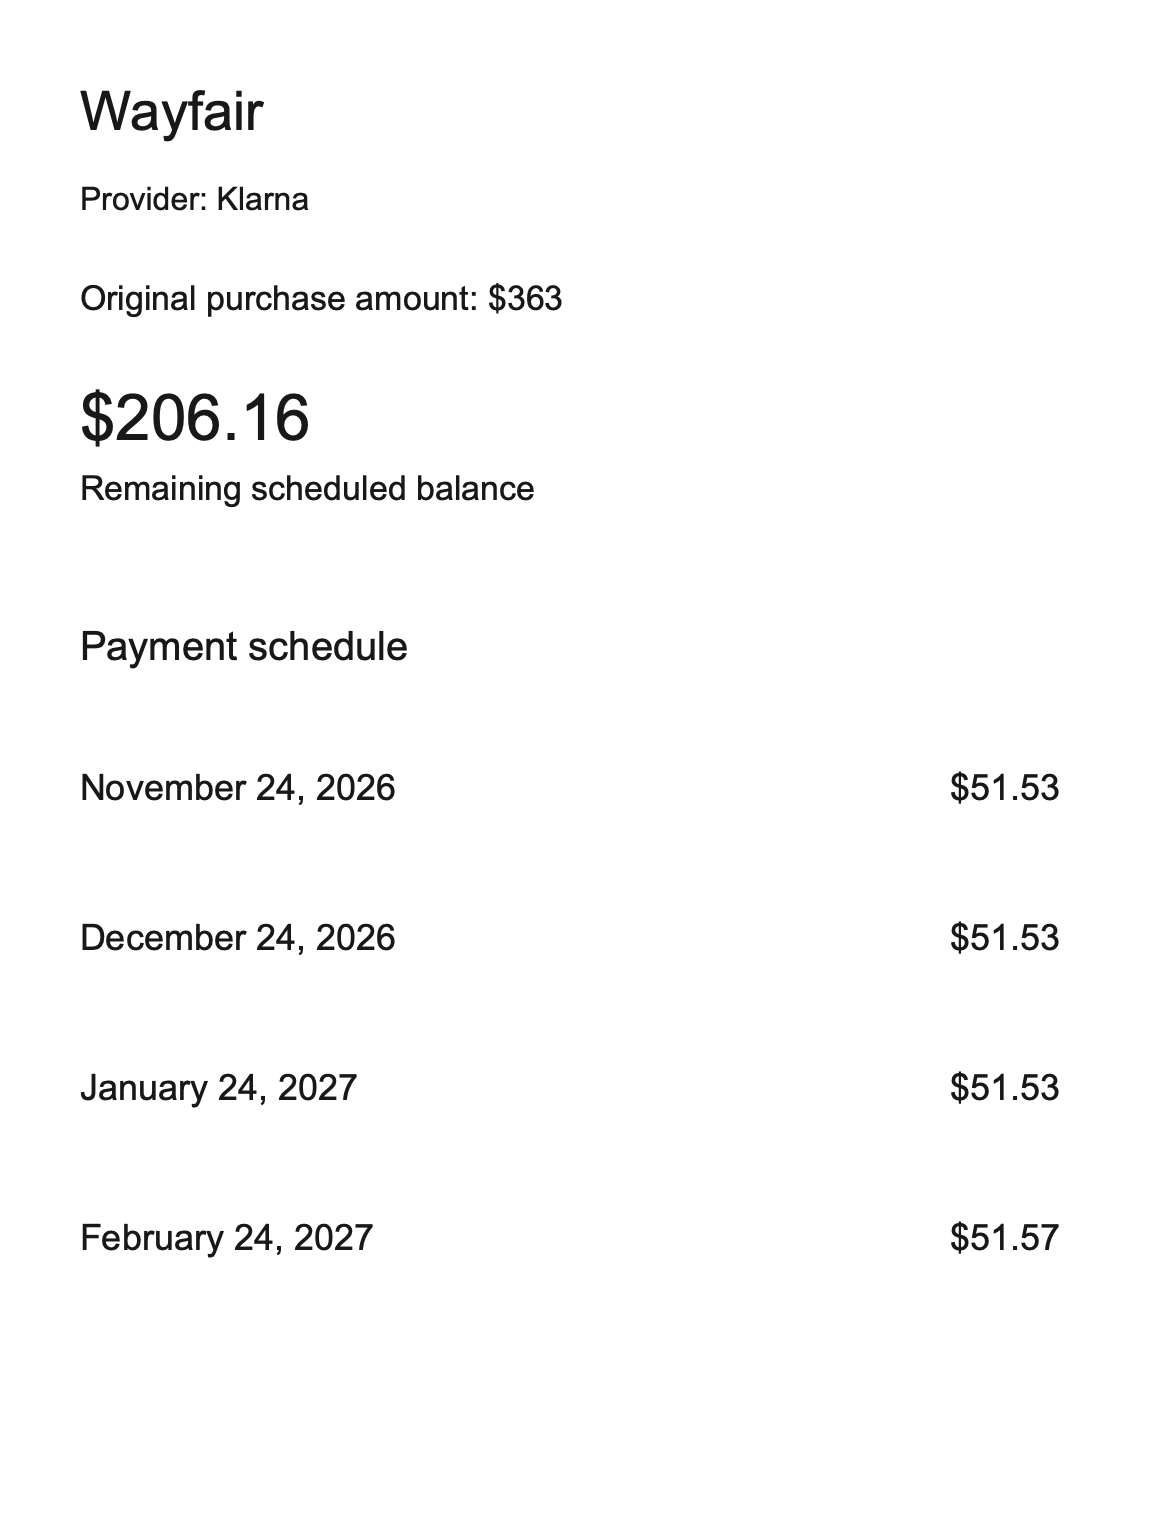 Wayfair
Provider: Klarna
Original purchase amount: $363
$206.16
Remaining scheduled balance
Payment schedule
November 24, 2026 $51.53
December 24, 2026 $51.53
January 24, 2027 $51.53
February 24, 2027 $51.57